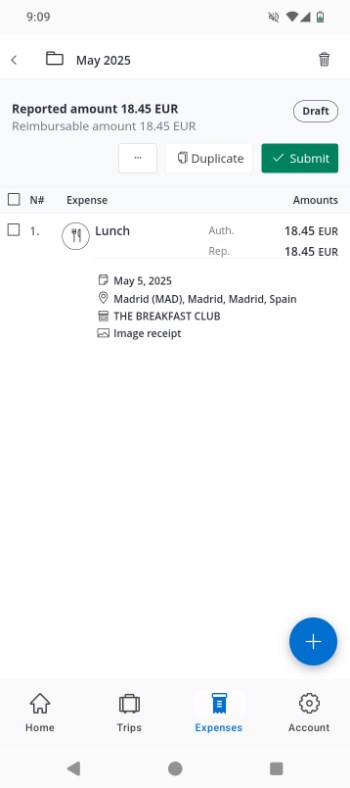 9:09
May 2025
Reported amount 18.45 EUR
Draft
Reimbursable amount 18.45 EUR
...
Duplicate
Submit
N# Expense Amounts
1. Lunch Auth. 18.45 EUR
Rep. 18.45 EUR
May 5, 2025
Madrid (MAD), Madrid, Madrid, Spain
THE BREAKFAST CLUB
Image receipt
Home Trips Expenses Account